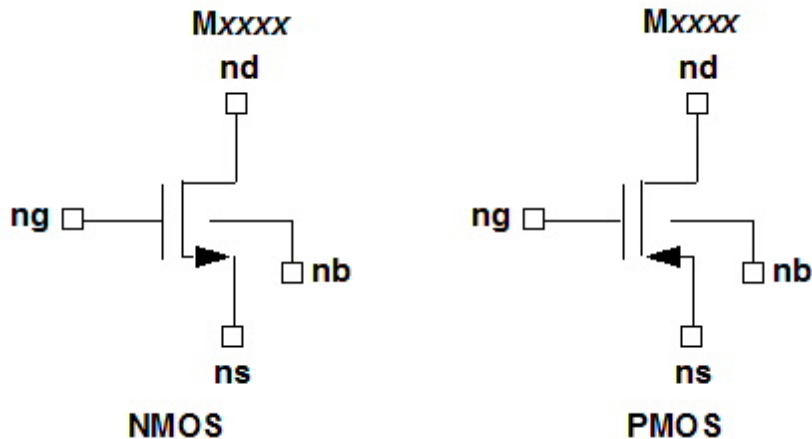 Mxxxx Mxxxx
nd nd
ng ng
nb nb
ns ns
NMOS PMOS